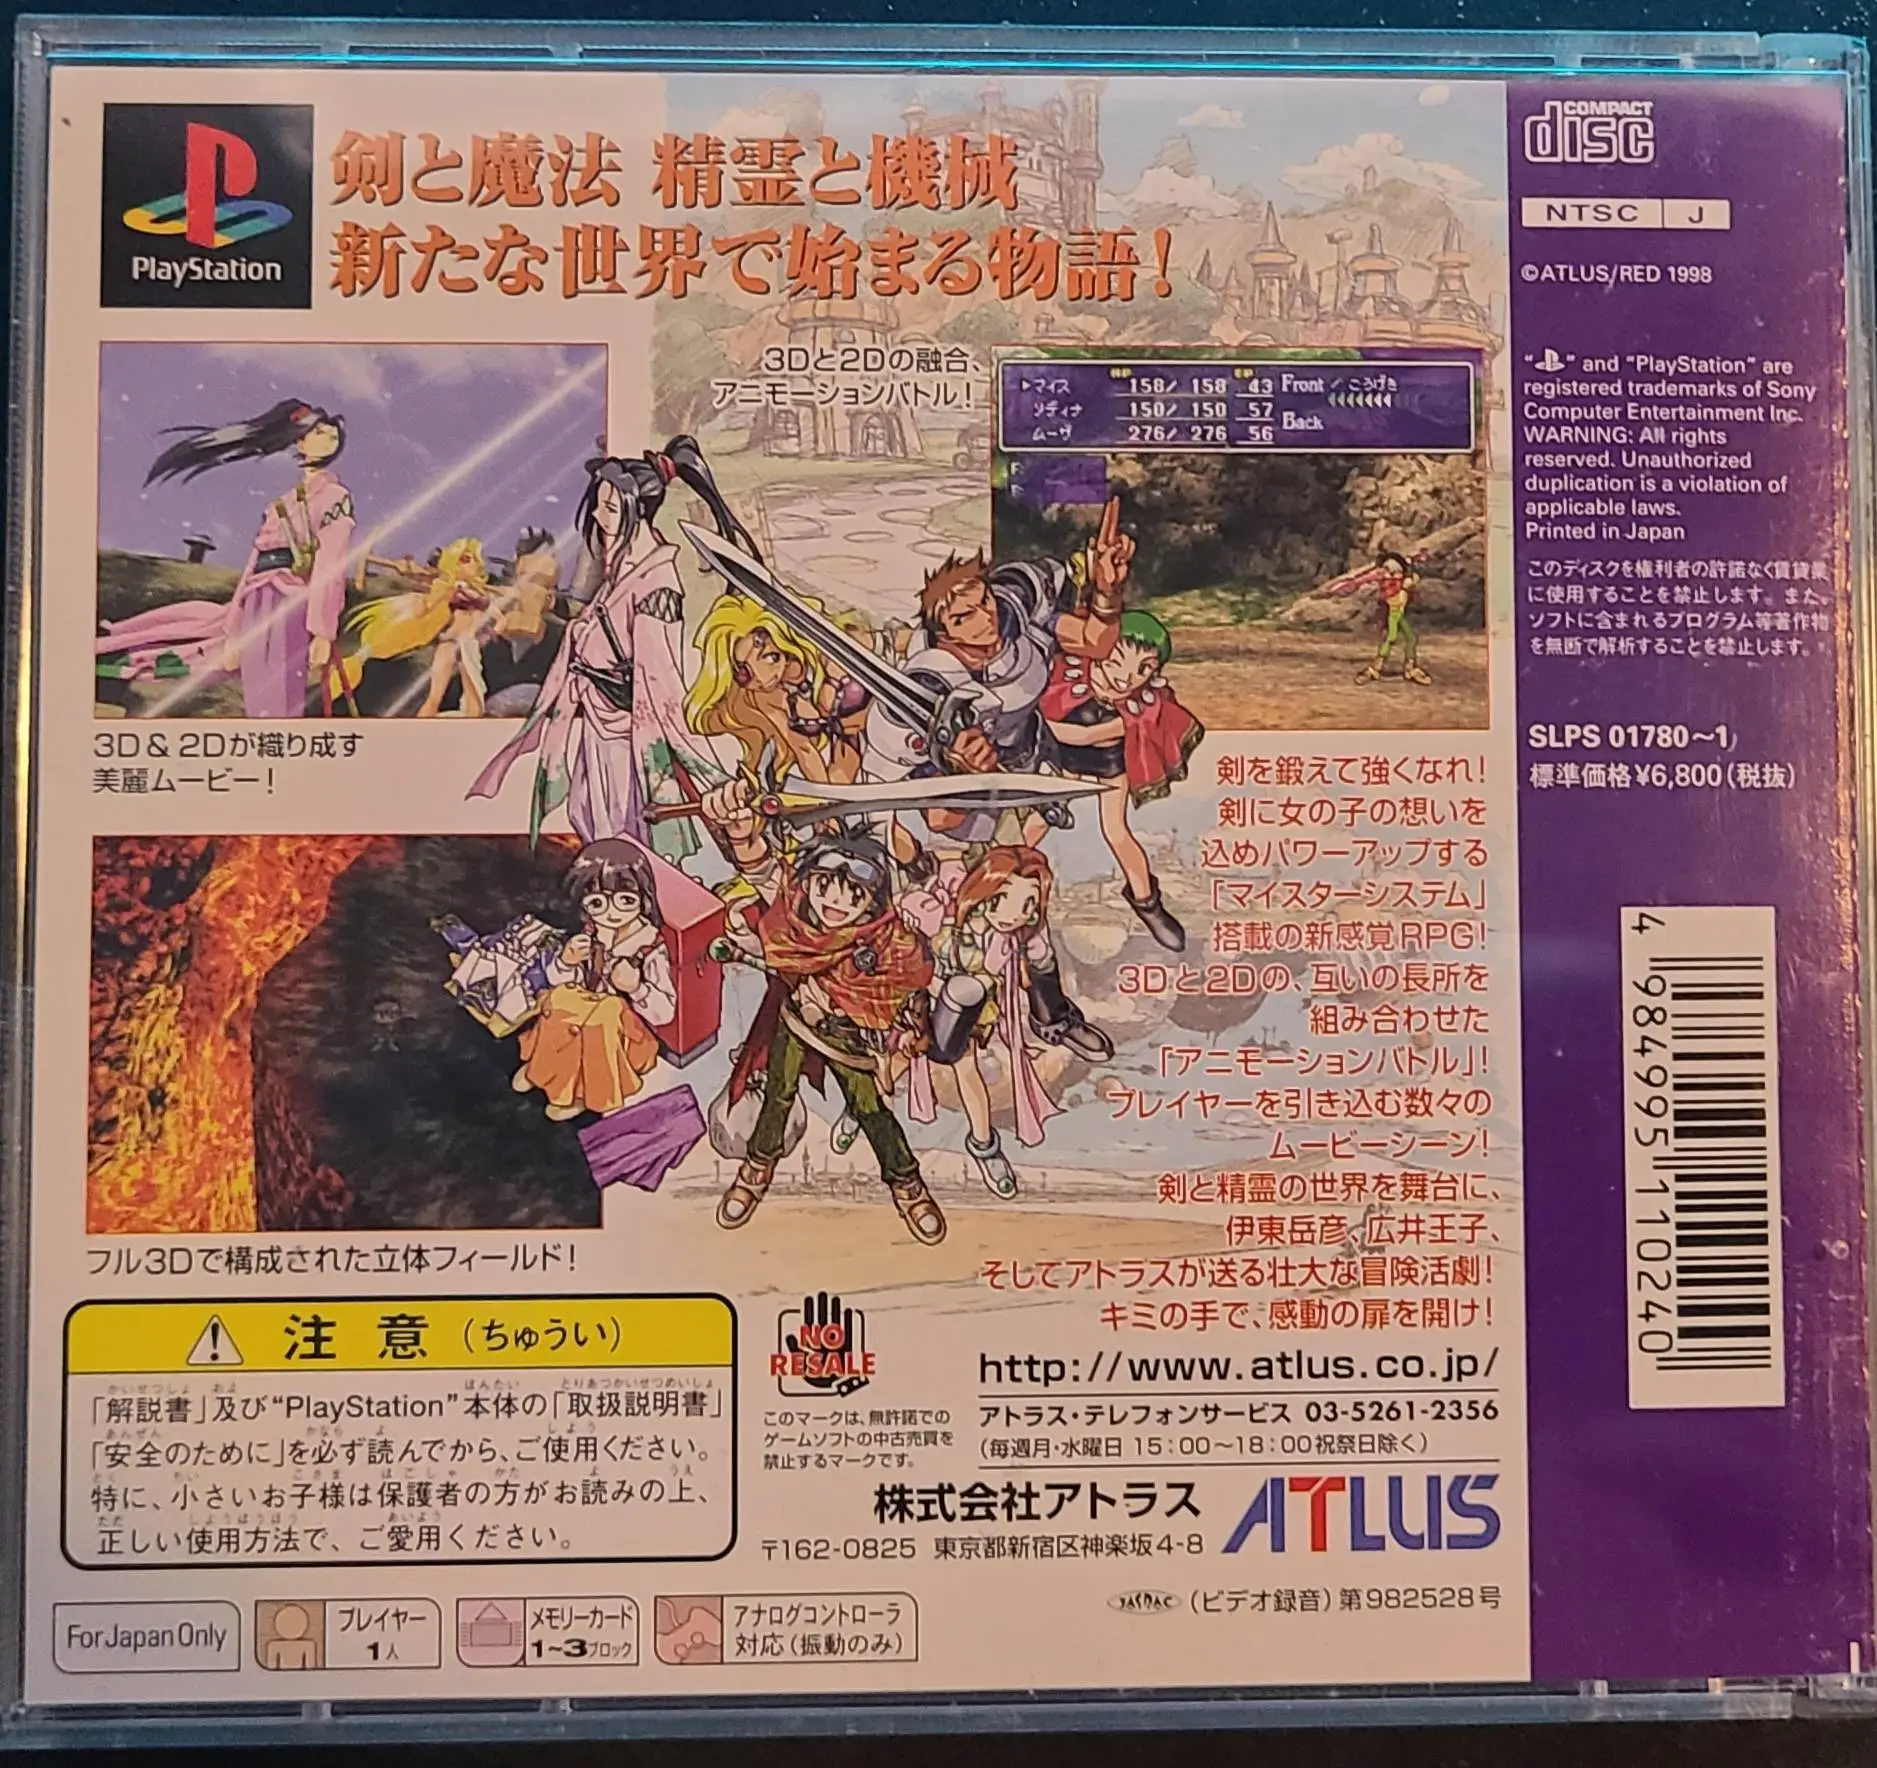 PlayStation
剣と魔法 精霊と機械
新たな世界で始まる物語!
3Dと2Dの融合、
アニモーションバトル!
マイス 158/ 158 43 Front こうげき
ソディナ 150/ 150 57 Back
ムーザ 276/ 276 56
3D & 2Dが織り成す
美麗ムービー!
フル3Dで構成された立体フィールド!
剣を鍛えて強くなれ!
剣に女の子の想いを
込めパワーアップする
「マイスターシステム」
搭載の新感覚RPG!
3Dと2Dの、互いの長所を
組み合わせた
「アニモーションバトル」!
プレイヤーを引き込む数々の
ムービーシーン!
剣と精霊の世界を舞台に、
伊東岳彦、広井王子、
そしてアトラスが送る壮大な冒険活劇!
キミの手で、感動の扉を開け!
注意(ちゅうい)
「解説書」及び“PlayStation”本体の「取扱説明書」
「安全のために」を必ず読んでから、ご使用ください。
特に、小さいお子様は保護者の方がお読みの上、
正しい使用方法で、ご愛用ください。
NO
RESALE
このマークは、無許諾での
ゲームソフトの中古売買を
禁止するマークです。
http://www.atlus.co.jp/
アトラス・テレフォンサービス 03-5261-2356
(毎週月・水曜日 15:00〜18:00祝祭日除く)
株式会社アトラス ATLUS
〒162-0825 東京都新宿区神楽坂4-8
JASRAC (ビデオ録音)第982528号
For Japan Only
プレイヤー
1人
メモリーカード
1〜3ブロック
アナログコントローラ
対応(振動のみ)
COMPACT
disc
NTSC J
©ATLUS/RED 1998
“PS” and “PlayStation” are
registered trademarks of Sony
Computer Entertainment Inc.
WARNING: All rights
reserved. Unauthorized
duplication is a violation of
applicable laws.
Printed in Japan
このディスクを権利者の許諾なく賃貸業
に使用することを禁止します。また、
ソフトに含まれるプログラム等著作物
を無断で解析することを禁止します。
SLPS 01780〜1
標準価格¥6,800(税抜)
4 984995 110240